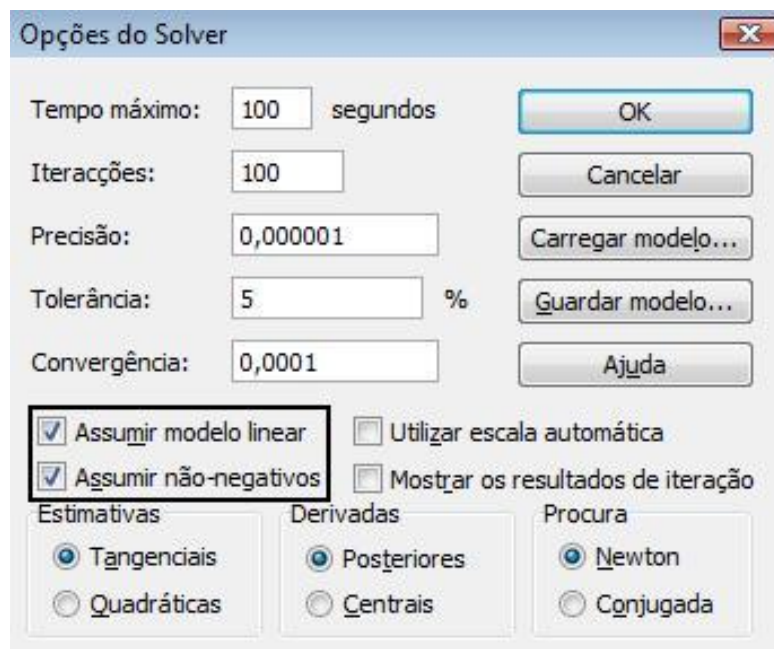 Opções do Solver
Tempo máximo: 100 segundos OK
Iteracções: 100 Cancelar
Precisão: 0,000001 Carregar modelo...
Tolerância: 5 % Guardar modelo...
Convergência: 0,0001 Ajuda
Assumir modelo linear Utilizar escala automática
Assumir não-negativos Mostrar os resultados de iteração
Estimativas Derivadas Procura
Tangenciais Posteriores Newton
Quadráticas Centrais Conjugada